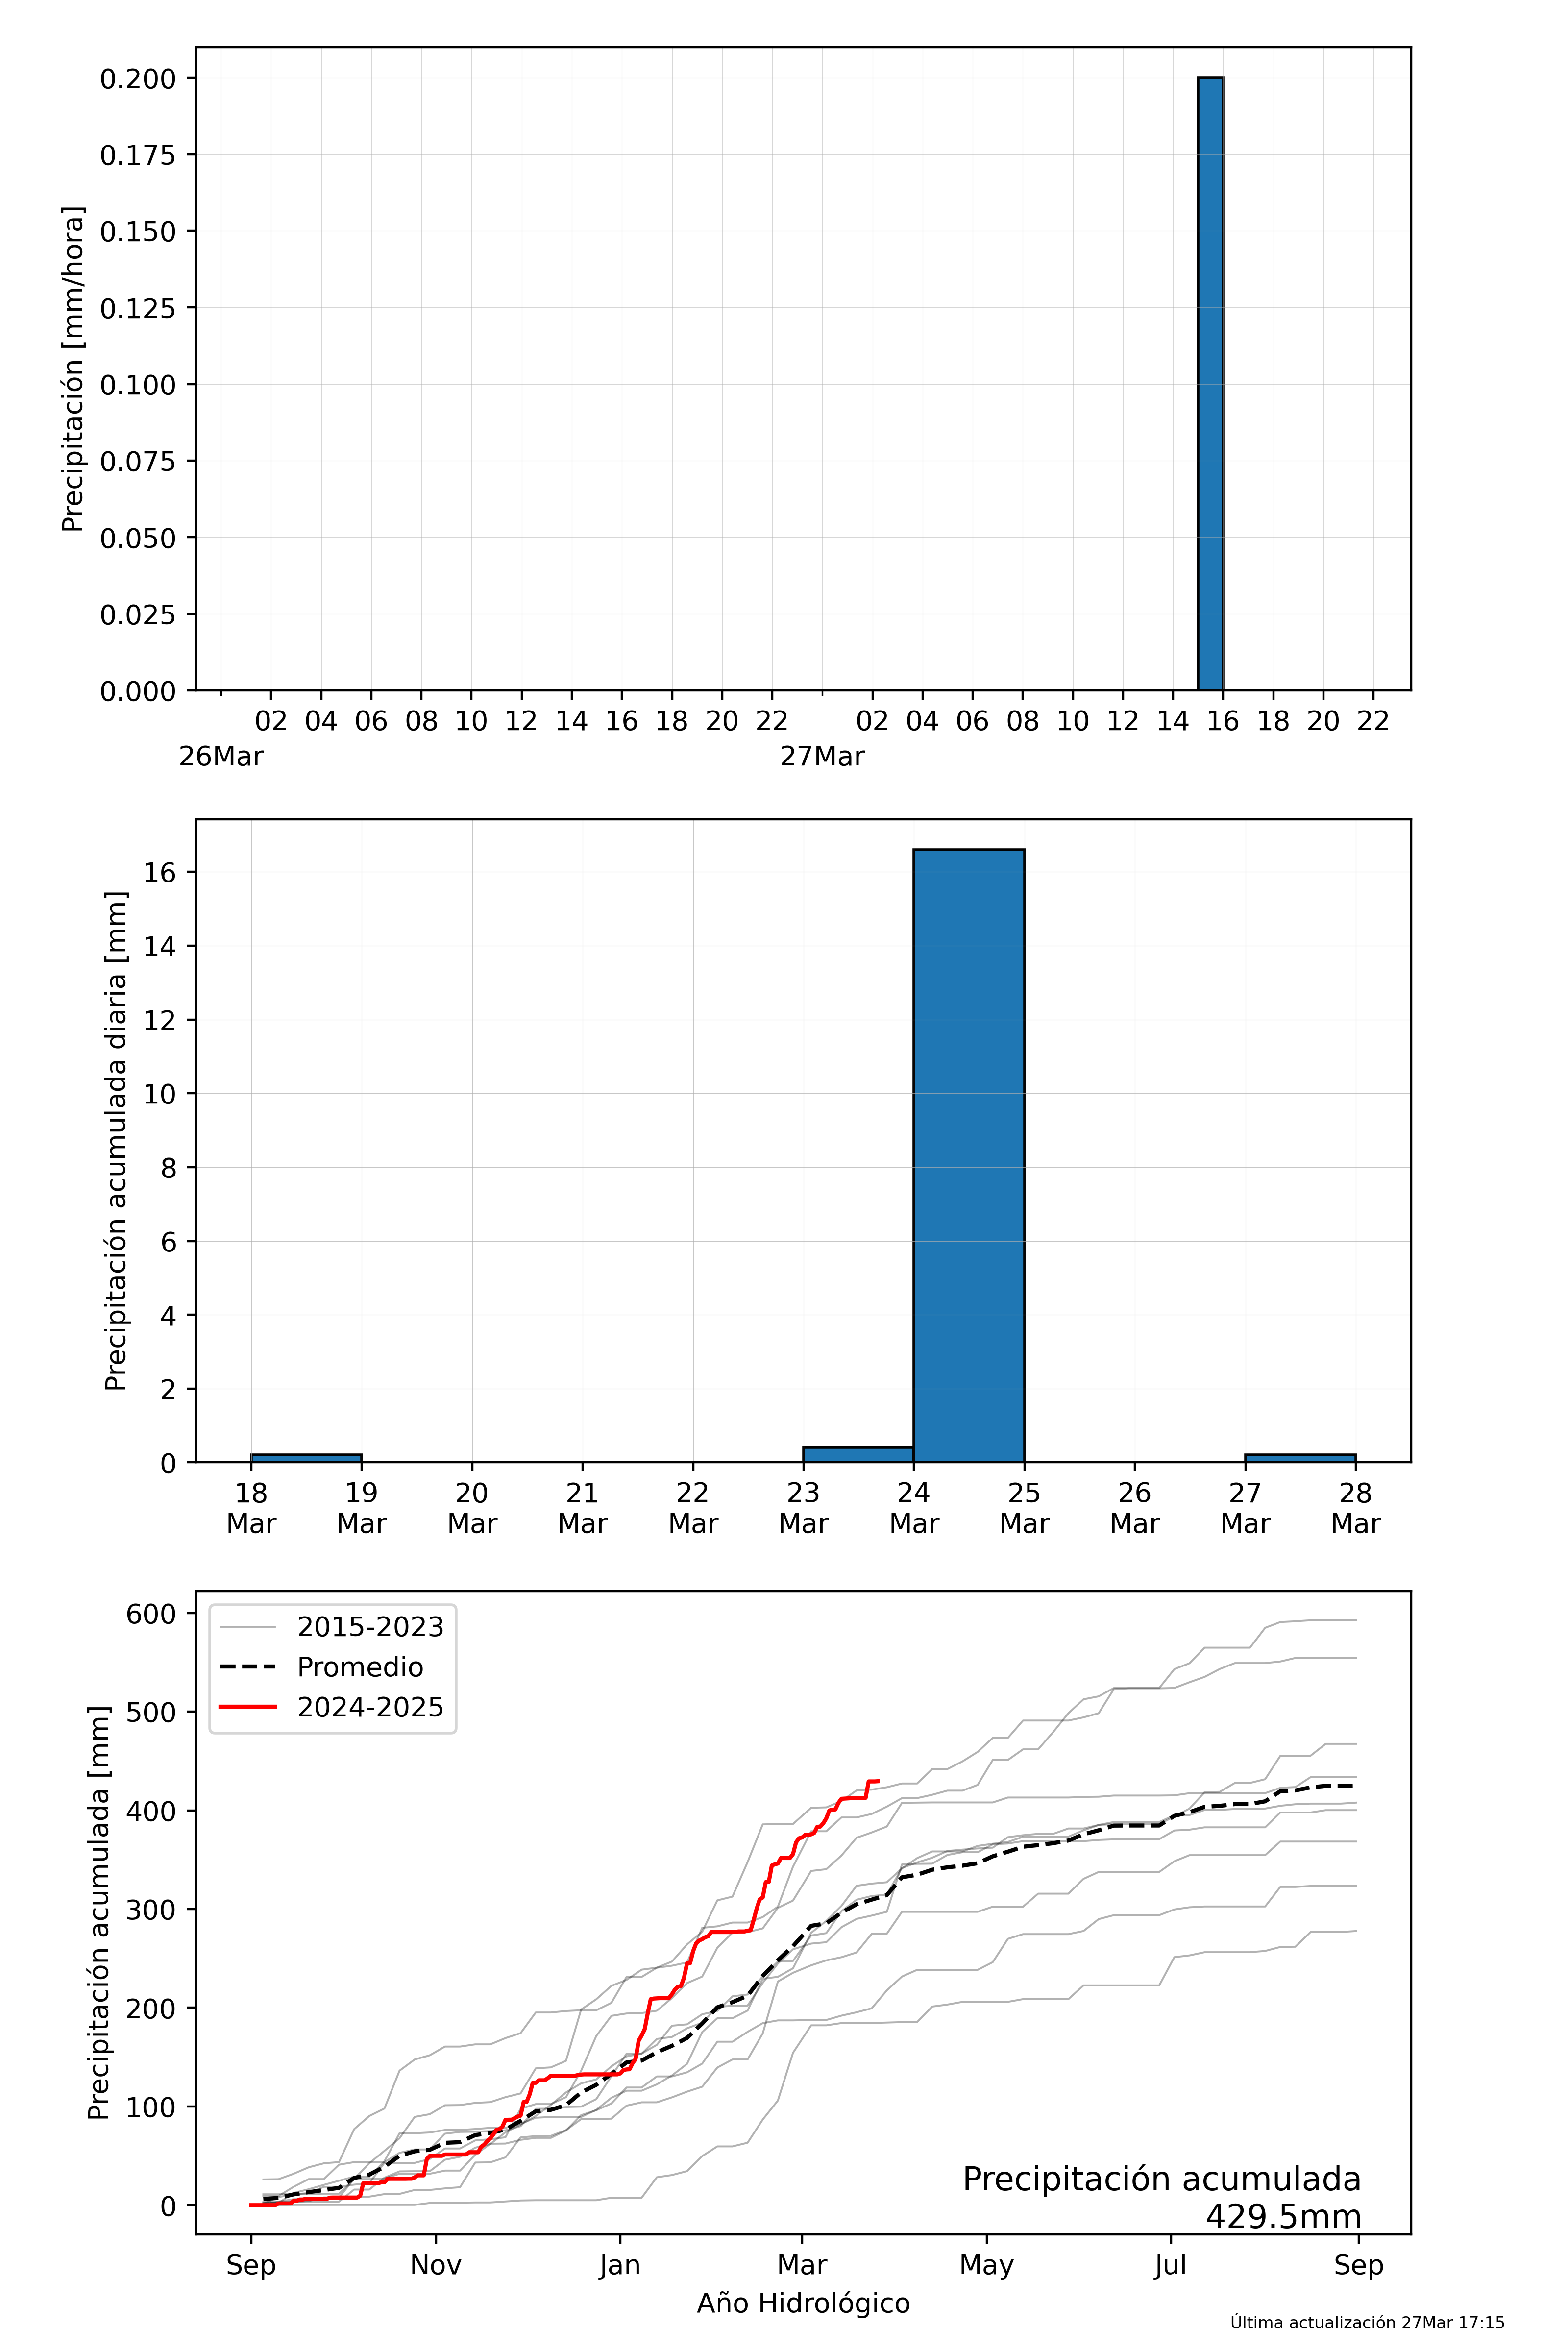 0.200
0.175
0.150
0.125
0.100
0.075
0.050
0.025
0.000
Precipitación [mm/hora]
02 04 06 08 10 12 14 16 18 20 22 02 04 06 08 10 12 14 16 18 20 22
26Mar 27Mar
16
14
12
10
8
6
4
2
0
Precipitación acumulada diaria [mm]
18 19 20 21 22 23 24 25 26 27 28
Mar Mar Mar Mar Mar Mar Mar Mar Mar Mar Mar
600
500
400
300
200
100
0
Precipitación acumulada [mm]
2015-2023
Promedio
2024-2025
Precipitación acumulada
429.5mm
Sep Nov Jan Mar May Jul Sep
Año Hidrológico
Última actualización 27Mar 17:15